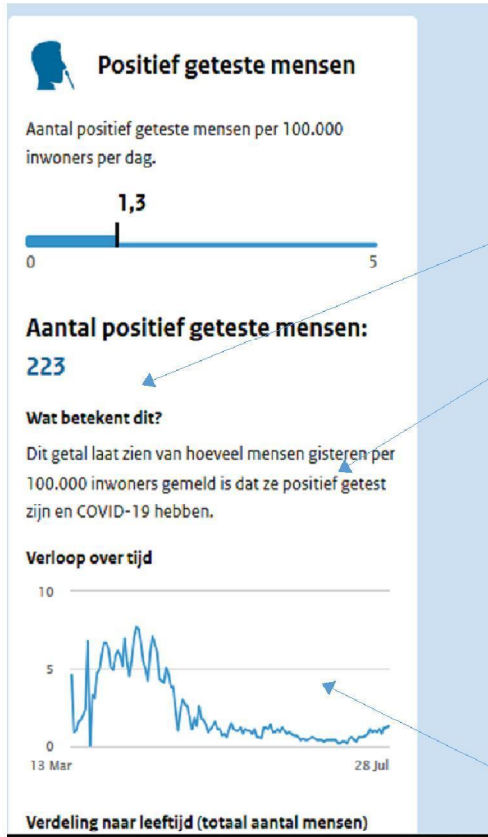 Positief geteste mensen
Aantal positief geteste mensen per 100.000
inwoners per dag.
1,3
0
5
Aantal positief geteste mensen:
223
Wat betekent dit?
Dit getal laat zien van hoeveel mensen gisteren per
100.000 inwoners gemeld is dat ze positief getest
zijn en COVID-19 hebben.
Verloop over tijd
10
5
0
13 Mar
28 Jul
Verdeling naar leeftijd (totaal aantal mensen)